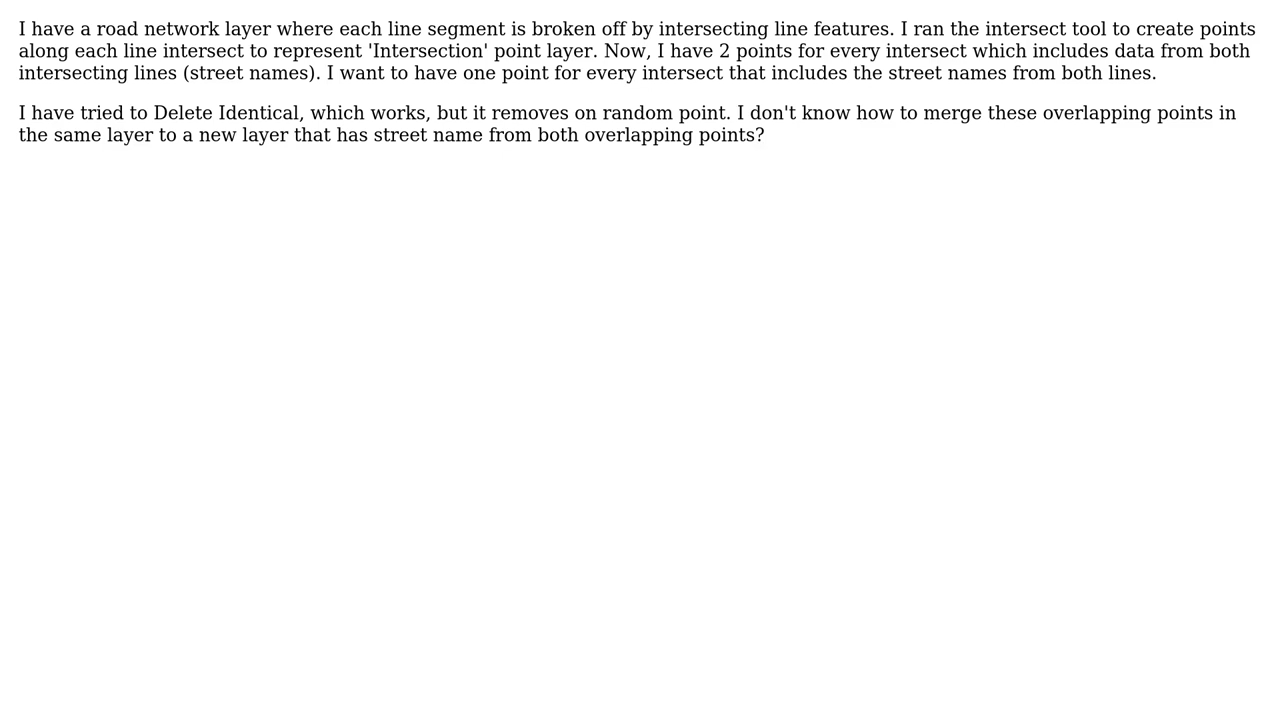 I have a road network layer where each line segment is broken off by intersecting line features. I ran the intersect tool to create points
along each line intersect to represent 'Intersection' point layer. Now, I have 2 points for every intersect which includes data from both
intersecting lines (street names). I want to have one point for every intersect that includes the street names from both lines.
I have tried to Delete Identical, which works, but it removes on random point. I don't know how to merge these overlapping points in
the same layer to a new layer that has street name from both overlapping points?